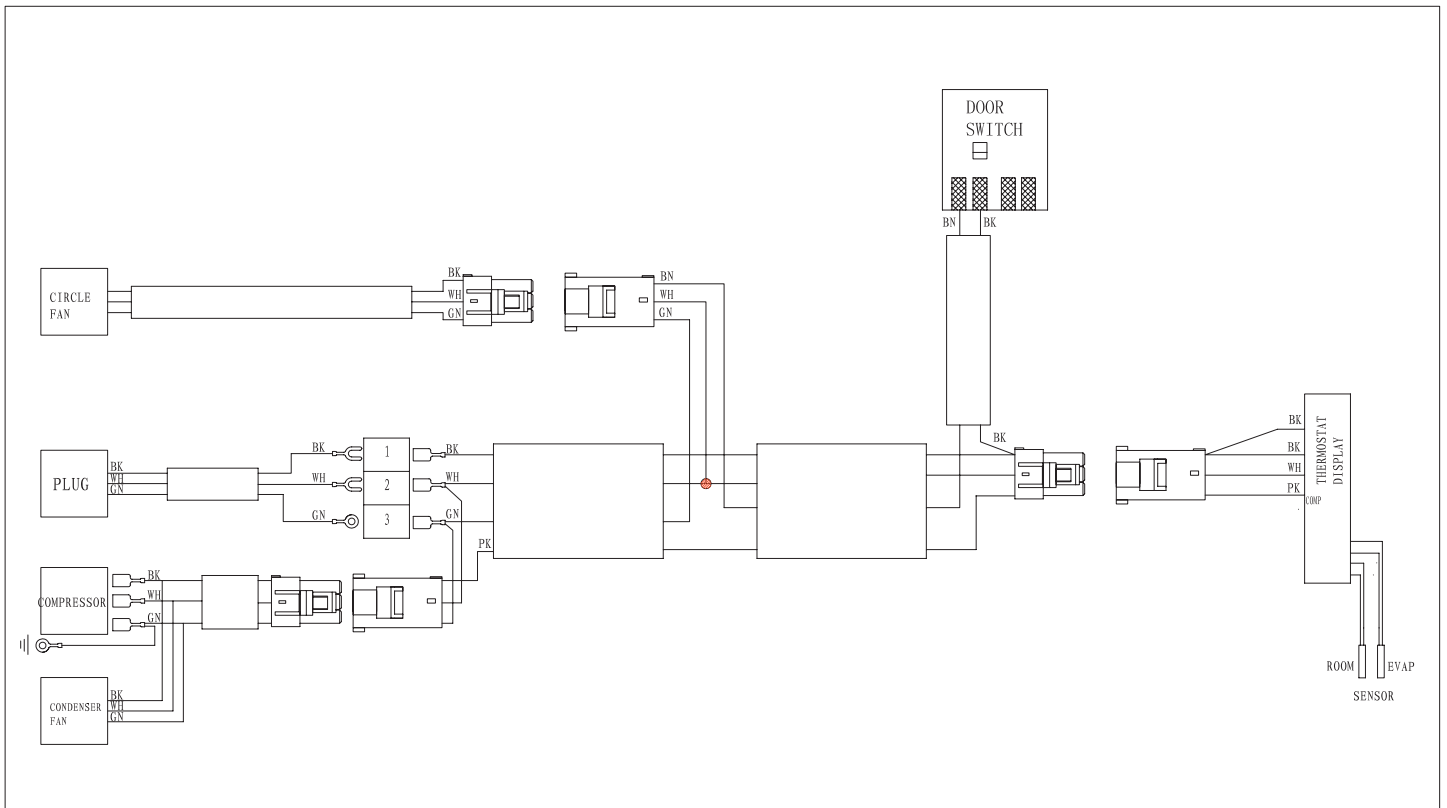 DOOR
SWITCH
BN BK
CIRCLE
FAN
BK
WH
GN
BN
WH
GN
PLUG
BK
WH
GN
BK
WH
GN
1
2
3
BK
WH
GN
PK
BK
BK
BK
WH
PK
COMP
THERMOSTAT
DISPLAY
COMPRESSOR
BK
WH
GN
CONDENSER
FAN
BK
WH
GN
ROOM EVAP
SENSOR